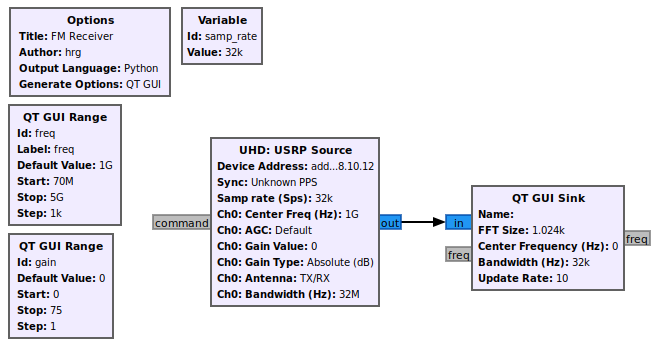 Options
Title: FM Receiver
Author: hrg
Output Language: Python
Generate Options: QT GUI
Variable
Id: samp_rate
Value: 32k
QT GUI Range
Id: freq
Label: freq
Default Value: 1G
Start: 70M
Stop: 5G
Step: 1k
QT GUI Range
Id: gain
Default Value: 0
Start: 0
Stop: 75
Step: 1
UHD: USRP Source
Device Address: add...8.10.12
Sync: Unknown PPS
Samp rate (Sps): 32k
Ch0: Center Freq (Hz): 1G
Ch0: AGC: Default
Ch0: Gain Value: 0
Ch0: Gain Type: Absolute (dB)
Ch0: Antenna: TX/RX
Ch0: Bandwidth (Hz): 32M
command
out
QT GUI Sink
Name:
FFT Size: 1.024k
Center Frequency (Hz): 0
Bandwidth (Hz): 32k
Update Rate: 10
in
freq
freq